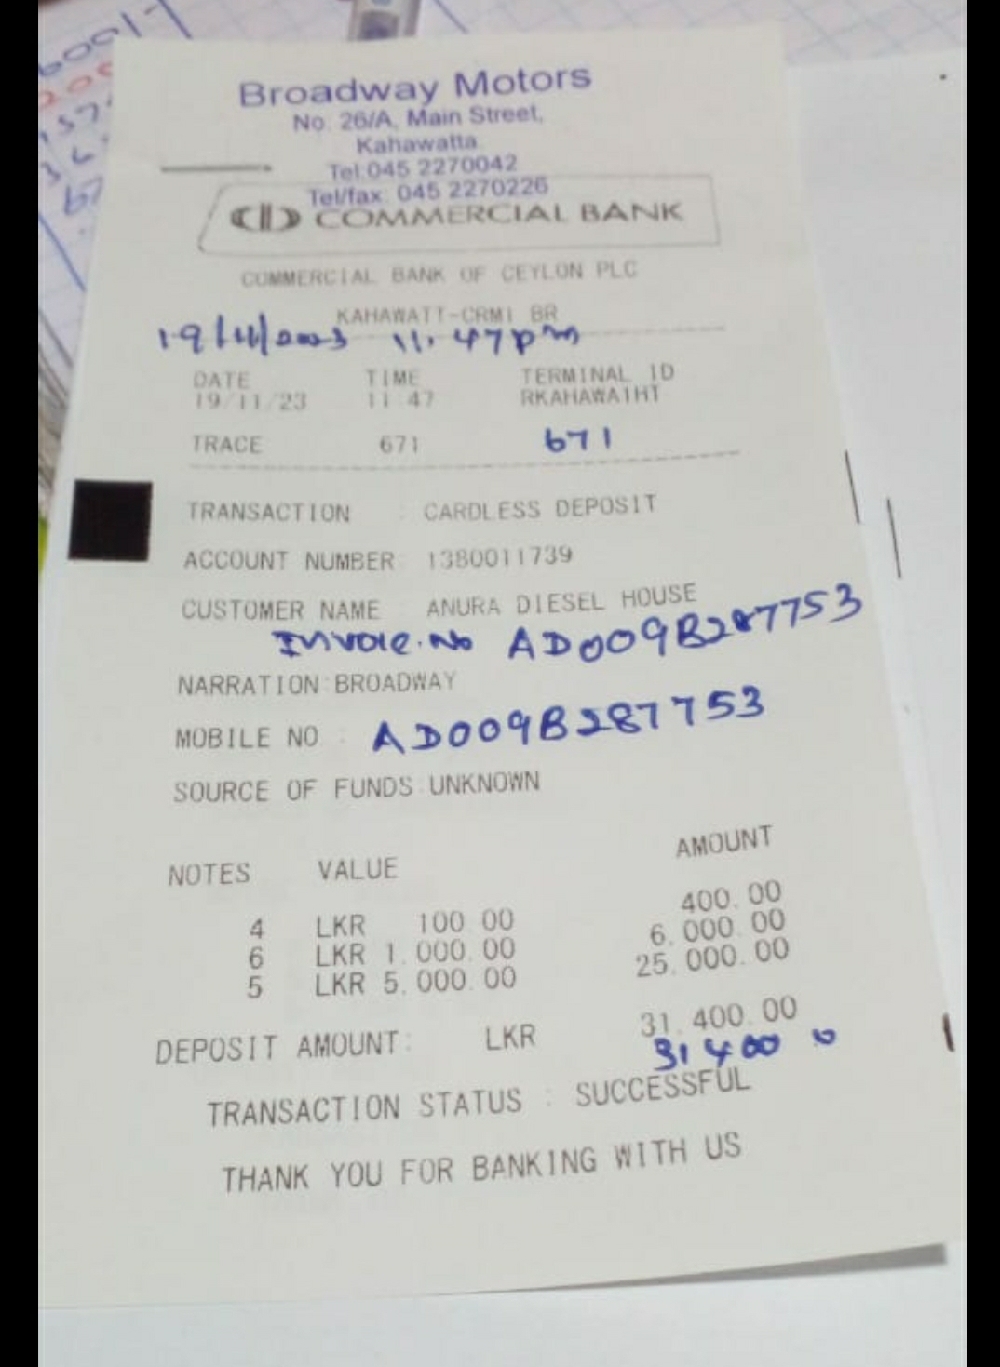 Broadway Motors
No. 26/A, Main Street,
Kahawatta
Tel:045 2270042
Tel/fax: 045 2270226
COMMERCIAL BANK
COMMERCIAL BANK OF CEYLON PLC
KAHAWATT-CRM1 BR
19/11/2003 11.47pm
DATE TIME TERMINAL ID
19/11/23 11:47 RKAHAWA1HT
TRACE 671 671
TRANSACTION : CARDLESS DEPOSIT
ACCOUNT NUMBER: 1380011739
CUSTOMER NAME : ANURA DIESEL HOUSE
Invoie.No AD009B287753
NARRATION:BROADWAY
MOBILE NO : AD009B287753
SOURCE OF FUNDS:UNKNOWN
NOTES VALUE AMOUNT
4 LKR 100.00 400.00
6 LKR 1,000.00 6,000.00
5 LKR 5,000.00 25,000.00
DEPOSIT AMOUNT: LKR 31,400.00
31400
TRANSACTION STATUS : SUCCESSFUL
THANK YOU FOR BANKING WITH US